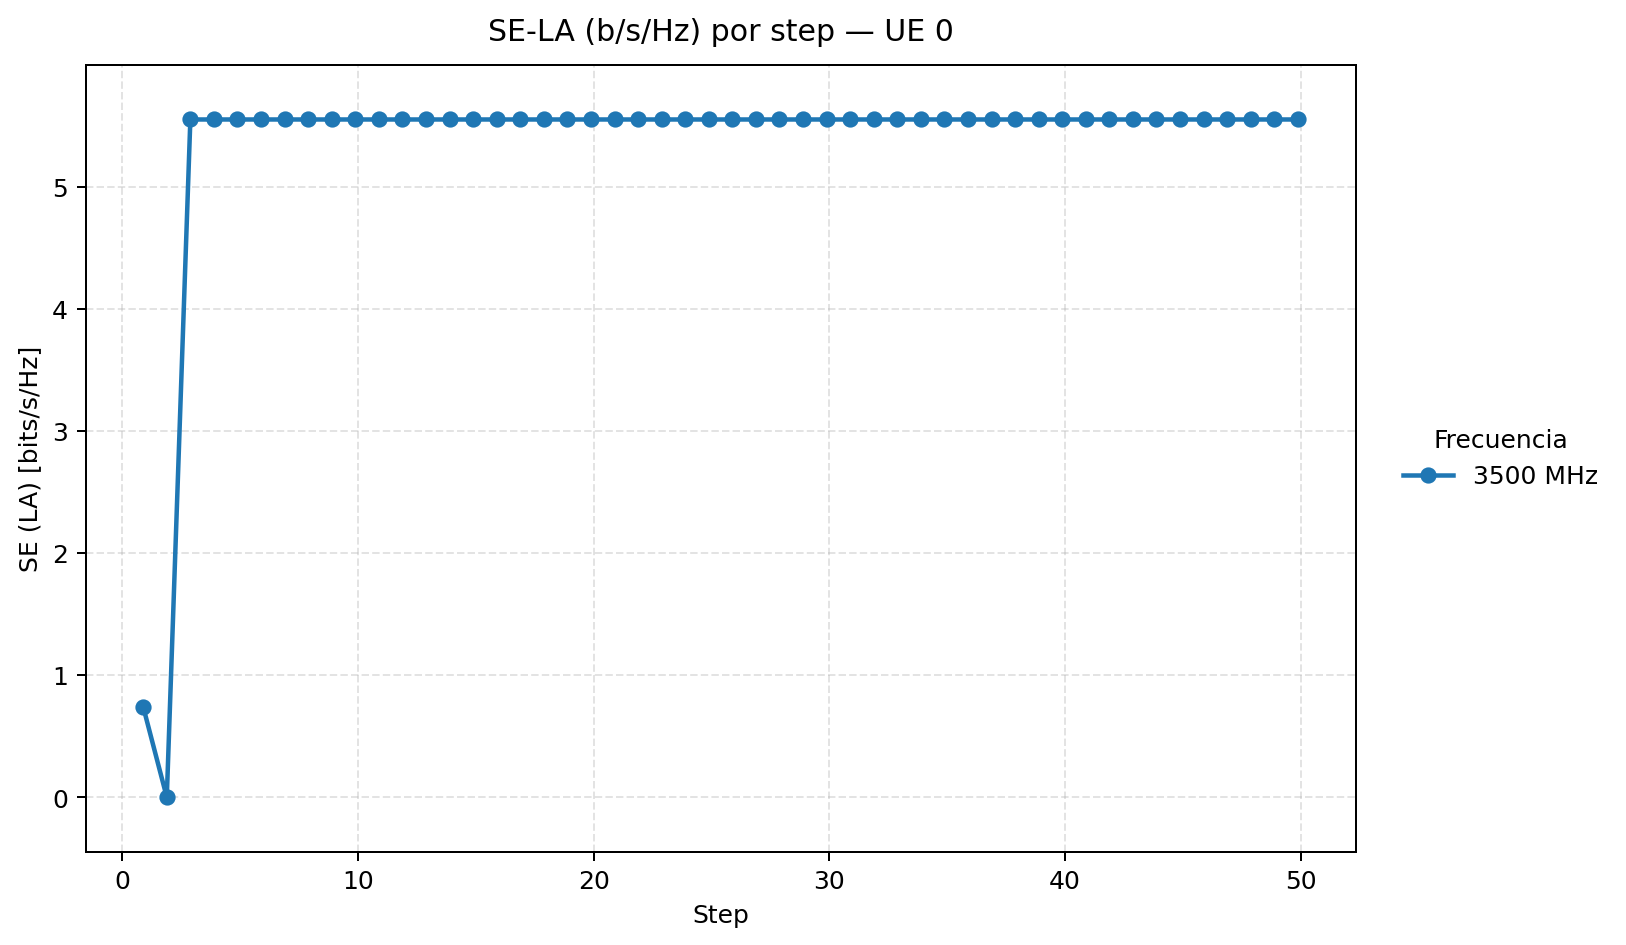 SE-LA (b/s/Hz) por step — UE 0
SE (LA) [bits/s/Hz]
5
4
3
2
1
0
0 10 20 30 40 50
Step
Frecuencia
3500 MHz